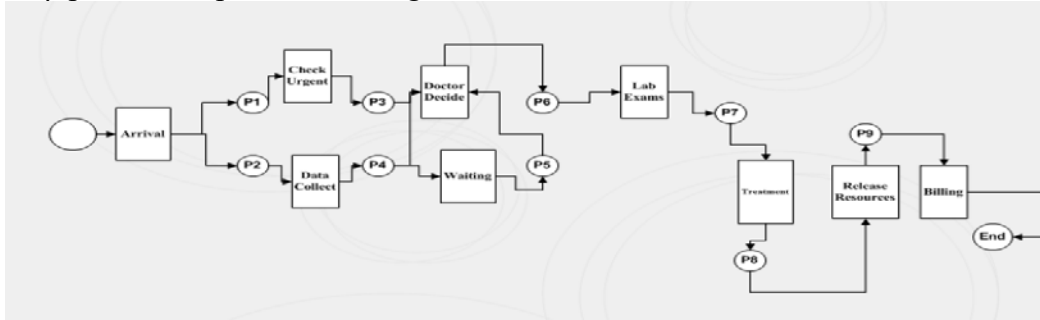 Check
Urgent
P1
P3
Arrival
P2
Data
Collect
P4
Doctor
Decide
Waiting
P5
P6
Lab
Exams
P7
Treatment
P8
Release
Resources
P9
Billing
End